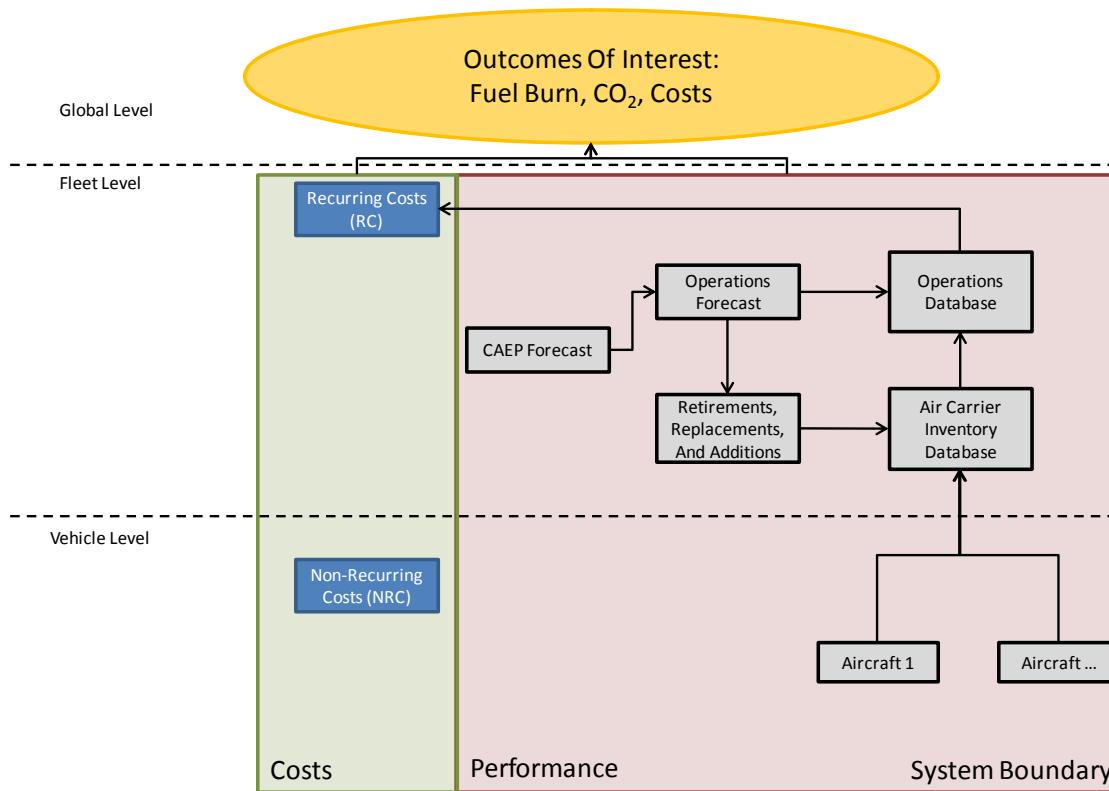 Outcomes Of Interest:
Fuel Burn, CO₂, Costs
Global Level
Fleet Level
Recurring Costs
(RC)
Operations
Forecast
Operations
Database
CAEP Forecast
Retirements,
Replacements,
And Additions
Air Carrier
Inventory
Database
Vehicle Level
Non-Recurring
Costs (NRC)
Aircraft 1
Aircraft ...
Costs
Performance
System Boundary